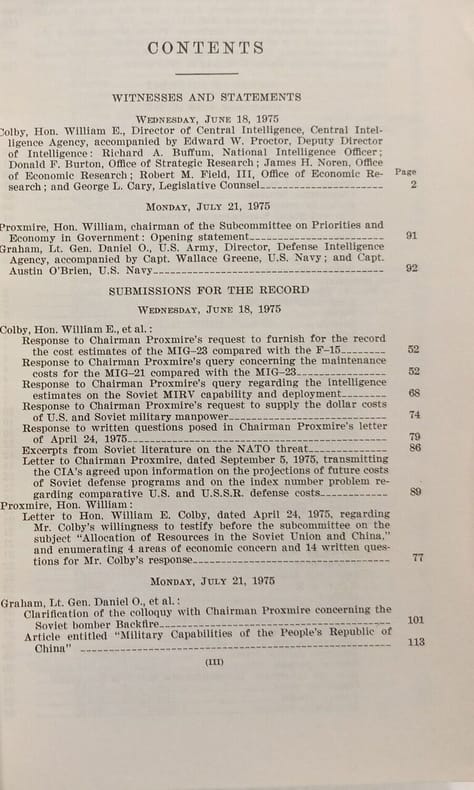 CONTENTS
WITNESSES AND STATEMENTS
WEDNESDAY, JUNE 18, 1975
Colby, Hon. William E., Director of Central Intelligence, Central Intel-
ligence Agency, accompanied by Edward W. Proctor, Deputy Director
of Intelligence: Richard A. Buffum, National Intelligence Officer;
Donald F. Burton, Office of Strategic Research; James H. Noren, Office
of Economic Research; Robert M. Field, III, Office of Economic Re- Page
search; and George L. Cary, Legislative Counsel 2
MONDAY, JULY 21, 1975
Proxmire, Hon. William, chairman of the Subcommittee on Priorities and
Economy in Government: Opening statement 91
Graham, Lt. Gen. Daniel O., U.S. Army, Director, Defense Intelligence
Agency, accompanied by Capt. Wallace Greene, U.S. Navy; and Capt.
Austin O'Brien, U.S. Navy 92
SUBMISSIONS FOR THE RECORD
WEDNESDAY, JUNE 18, 1975
Colby, Hon. William E., et al.:
Response to Chairman Proxmire's request to furnish for the record
the cost estimates of the MIG-23 compared with the F-15 52
Response to Chairman Proxmire's query concerning the maintenance
costs for the MIG-21 compared with the MIG-23 52
Response to Chairman Proxmire's query regarding the intelligence
estimates on the Soviet MIRV capability and deployment 68
Response to Chairman Proxmire's request to supply the dollar costs
of U.S. and Soviet military manpower 74
Response to written questions posed in Chairman Proxmire's letter
of April 24, 1975 79
Excerpts from Soviet literature on the NATO threat 86
Letter to Chairman Proxmire, dated September 5, 1975, transmitting
the CIA's agreed upon information on the projections of future costs
of Soviet defense programs and on the index number problem re-
garding comparative U.S. and U.S.S.R. defense costs 89
Proxmire, Hon. William:
Letter to Hon. William E. Colby, dated April 24, 1975, regarding
Mr. Colby's willingness to testify before the subcommittee on the
subject "Allocation of Resources in the Soviet Union and China,"
and enumerating 4 areas of economic concern and 14 written ques-
tions for Mr. Colby's response 77
MONDAY, JULY 21, 1975
Graham, Lt. Gen. Daniel O., et al.:
Clarification of the colloquy with Chairman Proxmire concerning the
Soviet bomber Backfire 101
Article entitled "Military Capabilities of the People's Republic of
China" 113
(III)